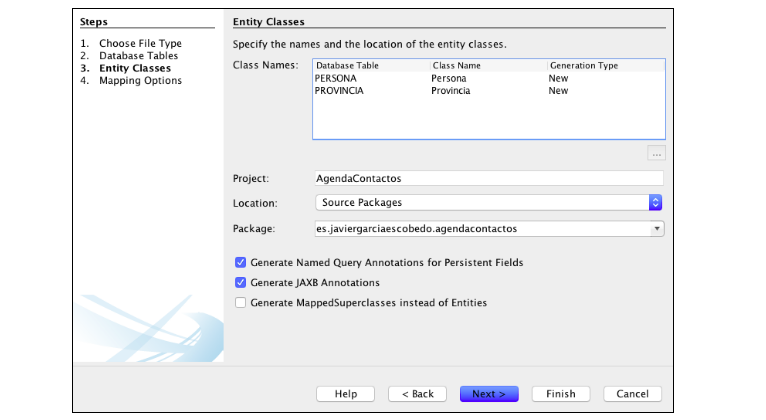 Steps
1. Choose File Type
2. Database Tables
3. Entity Classes
4. Mapping Options
Entity Classes
Specify the names and the location of the entity classes.
Class Names:
Database Table Class Name Generation Type
PERSONA Persona New
PROVINCIA Provincia New
...
Project: AgendaContactos
Location: Source Packages
Package: es.javiergarciaescobedo.agendacontactos
Generate Named Query Annotations for Persistent Fields
Generate JAXB Annotations
Generate MappedSuperclasses instead of Entities
Help < Back Next > Finish Cancel